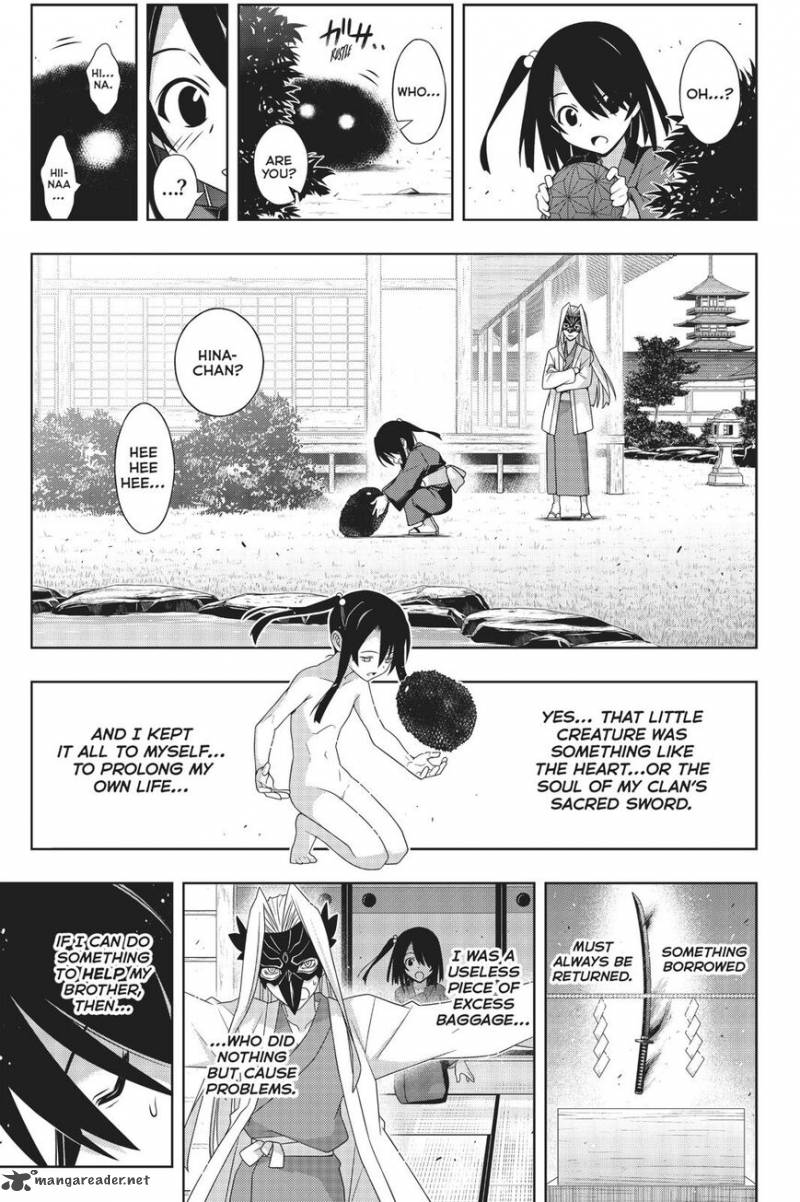 OH...?
WHO...
ARE
YOU?
ガサ..
RUSTLE
...?
HI...
NA.
HII-
NAA
...
HINA-
CHAN?
HEE
HEE
HEE...
YES... THAT LITTLE
CREATURE WAS
SOMETHING LIKE
THE HEART...OR THE
SOUL OF MY CLAN'S
SACRED SWORD.
AND I KEPT
IT ALL TO MYSELF...
TO PROLONG MY
OWN LIFE...
SOMETHING
BORROWED
MUST
ALWAYS BE
RETURNED.
I WAS A
USELESS
PIECE OF
EXCESS
BAGGAGE...
...WHO DID
NOTHING
BUT CAUSE
PROBLEMS.
IF I CAN DO
SOMETHING
TO HELP MY
BROTHER,
THEN...
mangareader.net